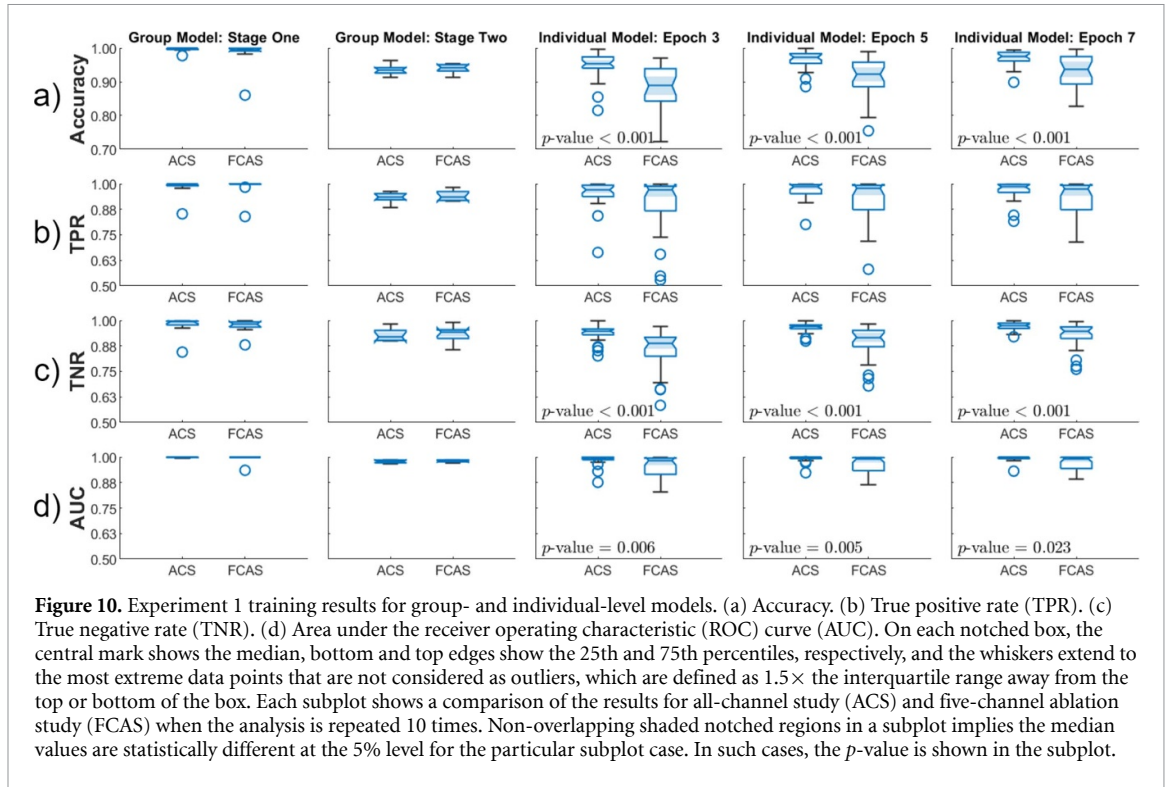 Group Model: Stage One Group Model: Stage Two Individual Model: Epoch 3 Individual Model: Epoch 5 Individual Model: Epoch 7
a)
Accuracy
1.00
0.90
0.80
0.70
p-value < 0.001 p-value < 0.001 p-value < 0.001
ACS FCAS ACS FCAS ACS FCAS ACS FCAS ACS FCAS
b)
TPR
1.00
0.88
0.75
0.63
0.50
ACS FCAS ACS FCAS ACS FCAS ACS FCAS ACS FCAS
c)
TNR
1.00
0.88
0.75
0.63
0.50
p-value < 0.001 p-value < 0.001 p-value < 0.001
ACS FCAS ACS FCAS ACS FCAS ACS FCAS ACS FCAS
d)
AUC
1.00
0.88
0.75
0.63
0.50
p-value = 0.006 p-value = 0.005 p-value = 0.023
ACS FCAS ACS FCAS ACS FCAS ACS FCAS ACS FCAS
Figure 10. Experiment 1 training results for group- and individual-level models. (a) Accuracy. (b) True positive rate (TPR). (c)
True negative rate (TNR). (d) Area under the receiver operating characteristic (ROC) curve (AUC). On each notched box, the
central mark shows the median, bottom and top edges show the 25th and 75th percentiles, respectively, and the whiskers extend to
the most extreme data points that are not considered as outliers, which are defined as 1.5× the interquartile range away from the
top or bottom of the box. Each subplot shows a comparison of the results for all-channel study (ACS) and five-channel ablation
study (FCAS) when the analysis is repeated 10 times. Non-overlapping shaded notched regions in a subplot implies the median
values are statistically different at the 5% level for the particular subplot case. In such cases, the p-value is shown in the subplot.